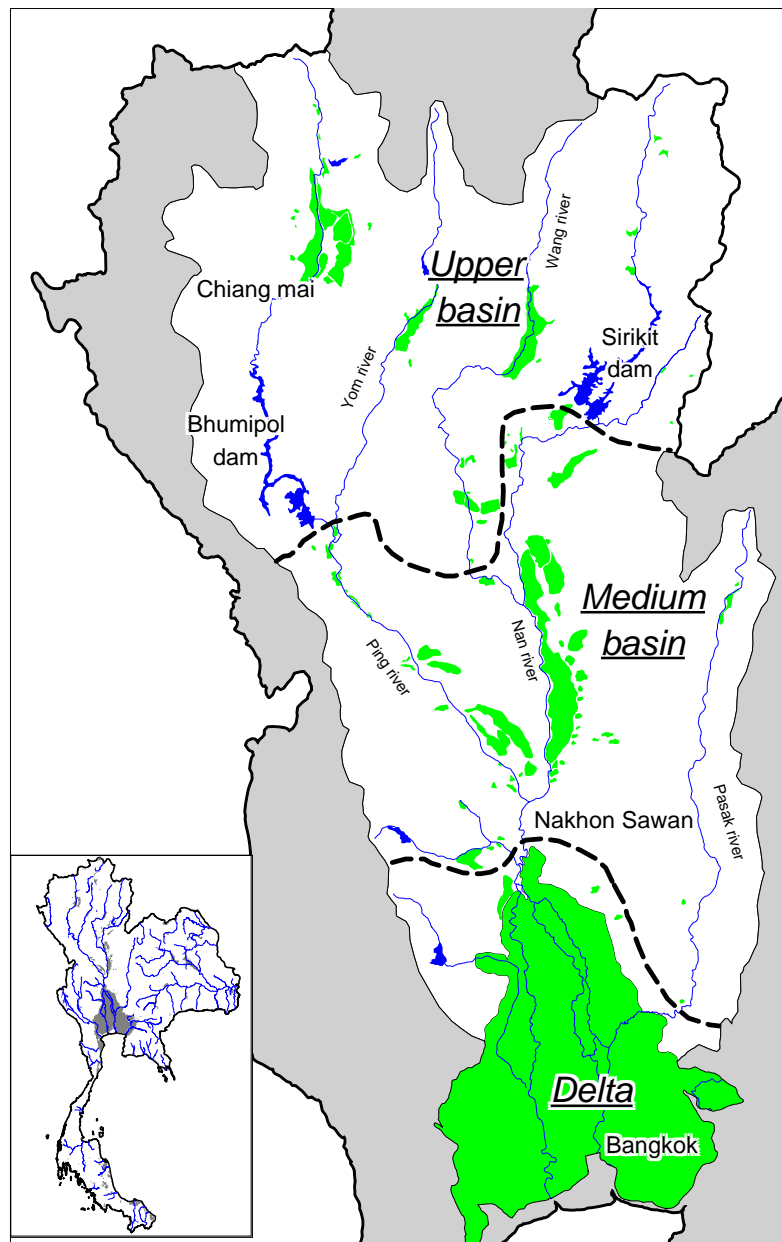 Wang river
Upper
basin
Chiang mai
Sirikit
dam
Yom river
Bhumipol
dam
Medium
basin
Nan river
Ping river
Pasak river
Nakhon Sawan
Delta
Bangkok